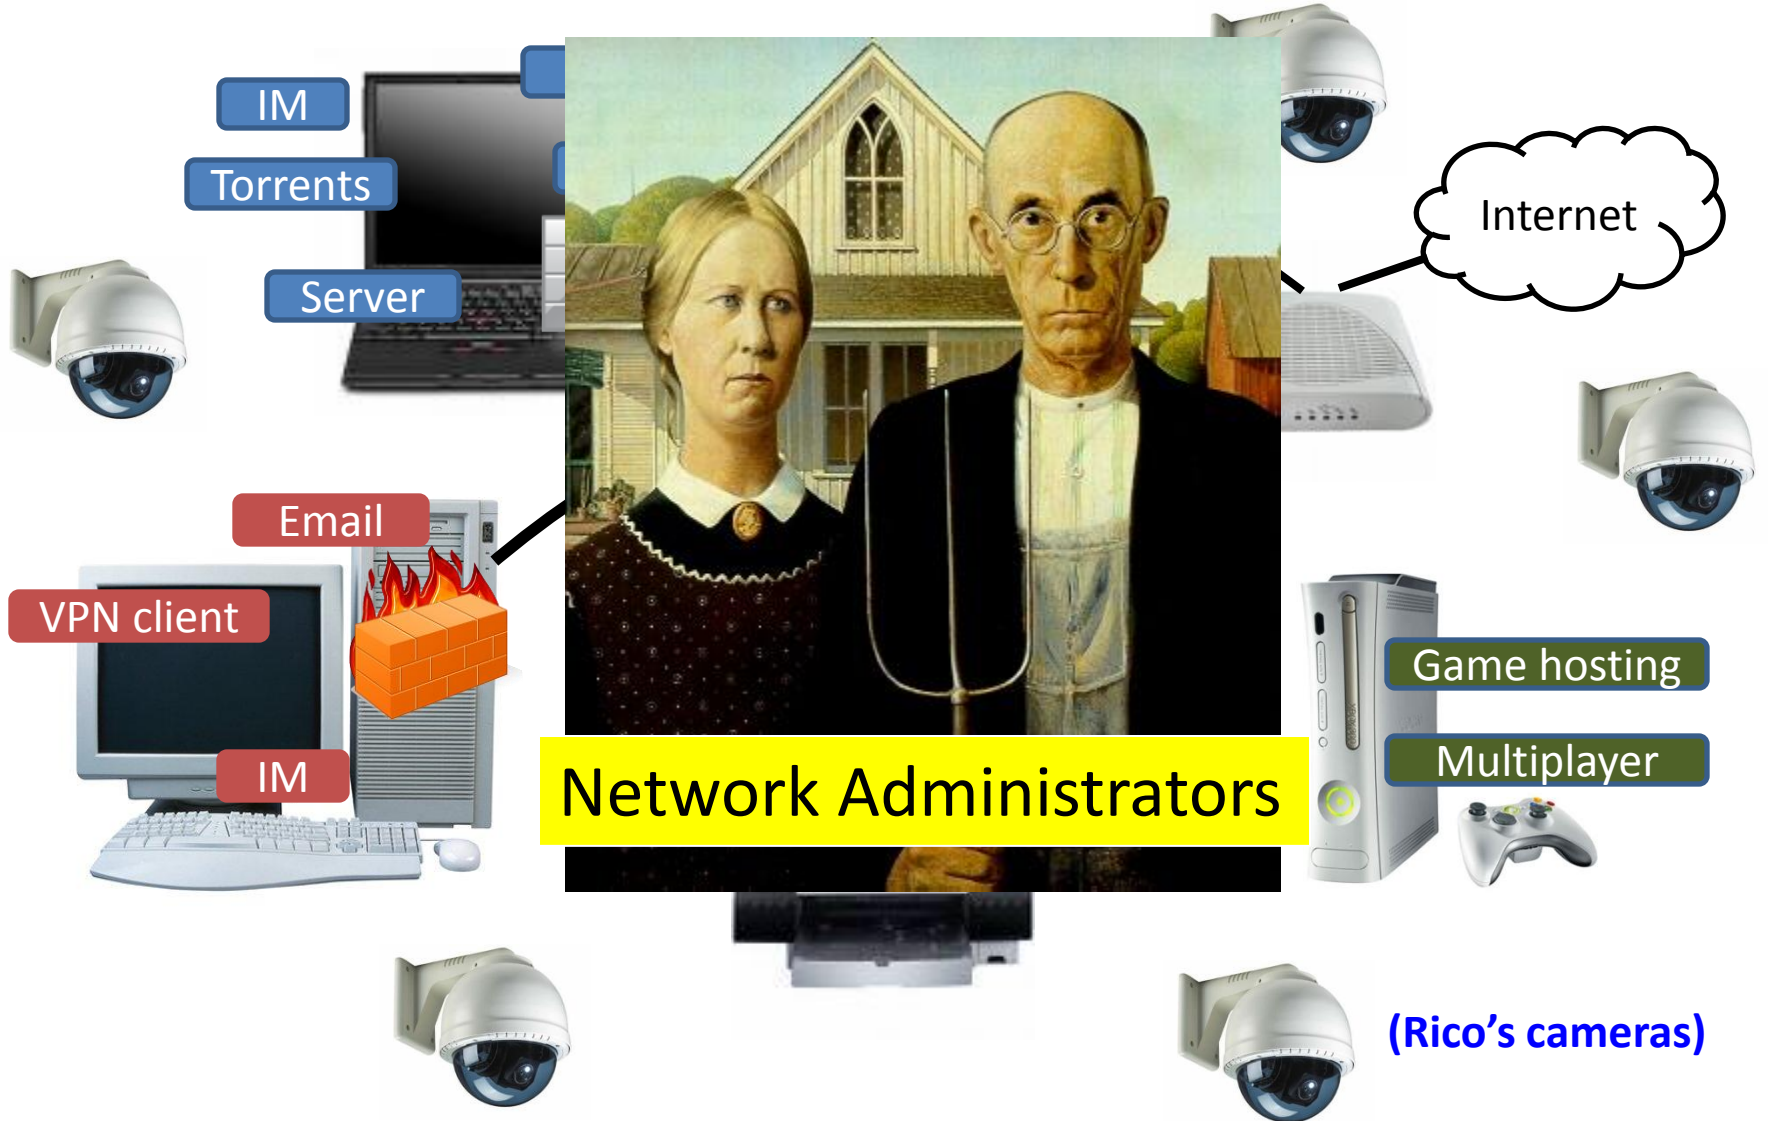 IM
Torrents
Server
Internet
Email
VPN client
IM
Game hosting
Multiplayer
Network Administrators
(Rico’s cameras)